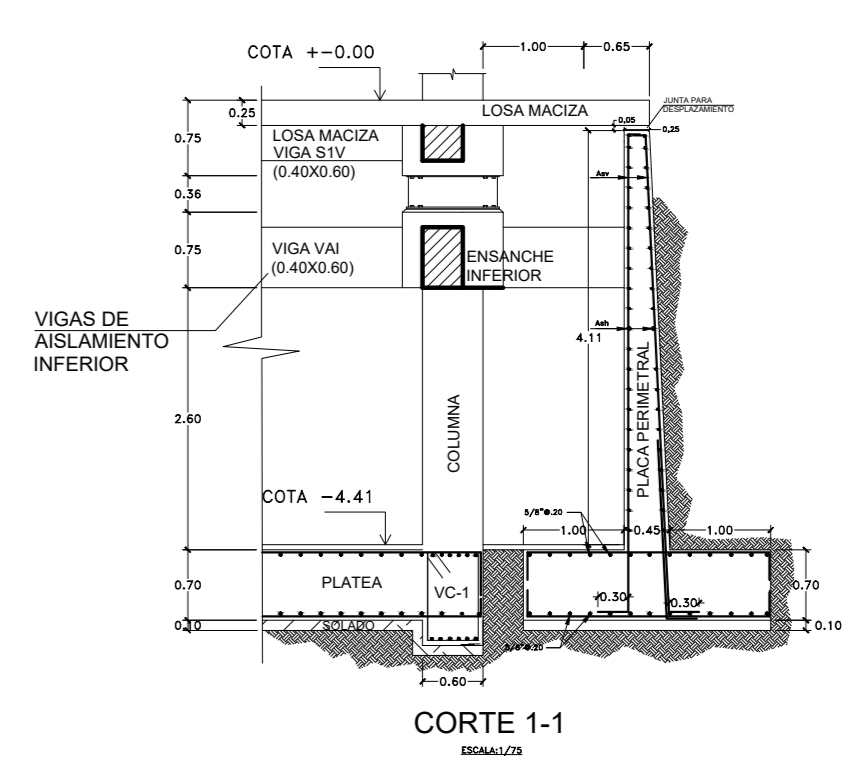 1.00
0.65
COTA +-0.00
0.25
LOSA MACIZA
JUNTA PARA
DESPLAZAMIENTO
0,05
0,25
0.75
LOSA MACIZA
VIGA S1V
(0.40X0.60)
Asv
0.36
0.75
VIGA VAI
(0.40X0.60)
ENSANCHE
INFERIOR
VIGAS DE
AISLAMIENTO
INFERIOR
Ash
4.11
PLACA PERIMETRAL
COLUMNA
2.60
COTA -4.41
5/8"@.20
1.00
0.45
1.00
0.70
PLATEA
VC-1
0.30
0.30
0.70
0.10
SOLADO
0.10
5/8"@.20
0.60
CORTE 1-1
ESCALA:1/75